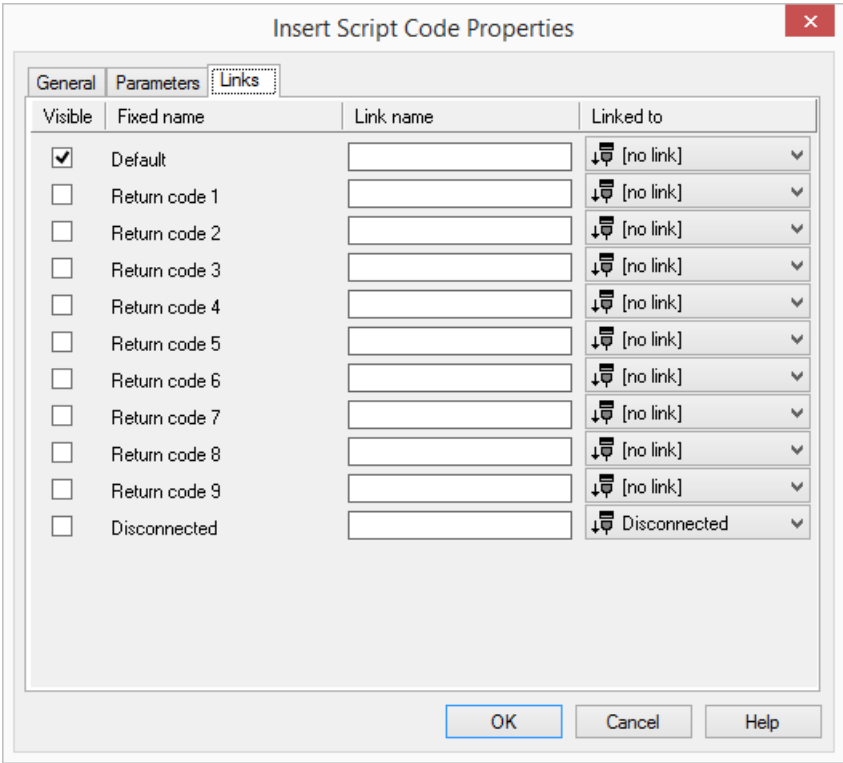 Insert Script Code Properties
General Parameters Links
Visible Fixed name Link name Linked to
Default [no link]
Return code 1 [no link]
Return code 2 [no link]
Return code 3 [no link]
Return code 4 [no link]
Return code 5 [no link]
Return code 6 [no link]
Return code 7 [no link]
Return code 8 [no link]
Return code 9 [no link]
Disconnected Disconnected
OK Cancel Help